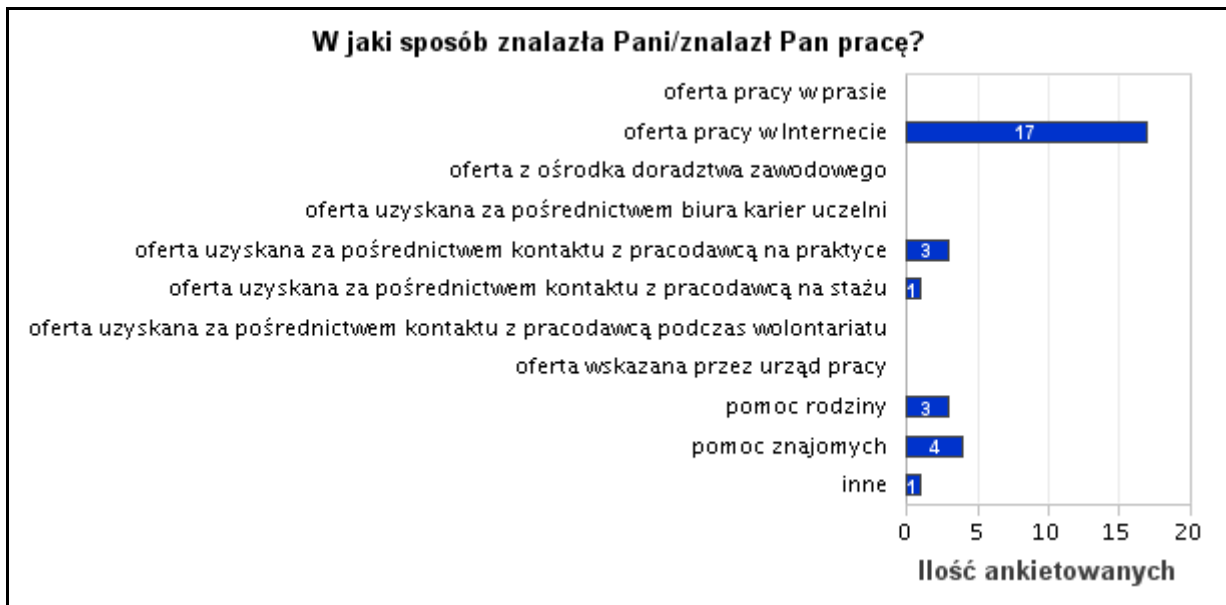 W jaki sposób znalazła Pani/znalazł Pan pracę?
oferta pracy w prasie
oferta pracy w Internecie
17
oferta z ośrodka doradztwa zawodowego
oferta uzyskana za pośrednictwem biura karier uczelni
oferta uzyskana za pośrednictwem kontaktu z pracodawcą na praktyce
3
oferta uzyskana za pośrednictwem kontaktu z pracodawcą na stażu
1
oferta uzyskana za pośrednictwem kontaktu z pracodawcą podczas wolontariatu
oferta wskazana przez urząd pracy
pomoc rodziny
3
pomoc znajomych
4
inne
1
0 5 10 15 20
Ilość ankietowanych